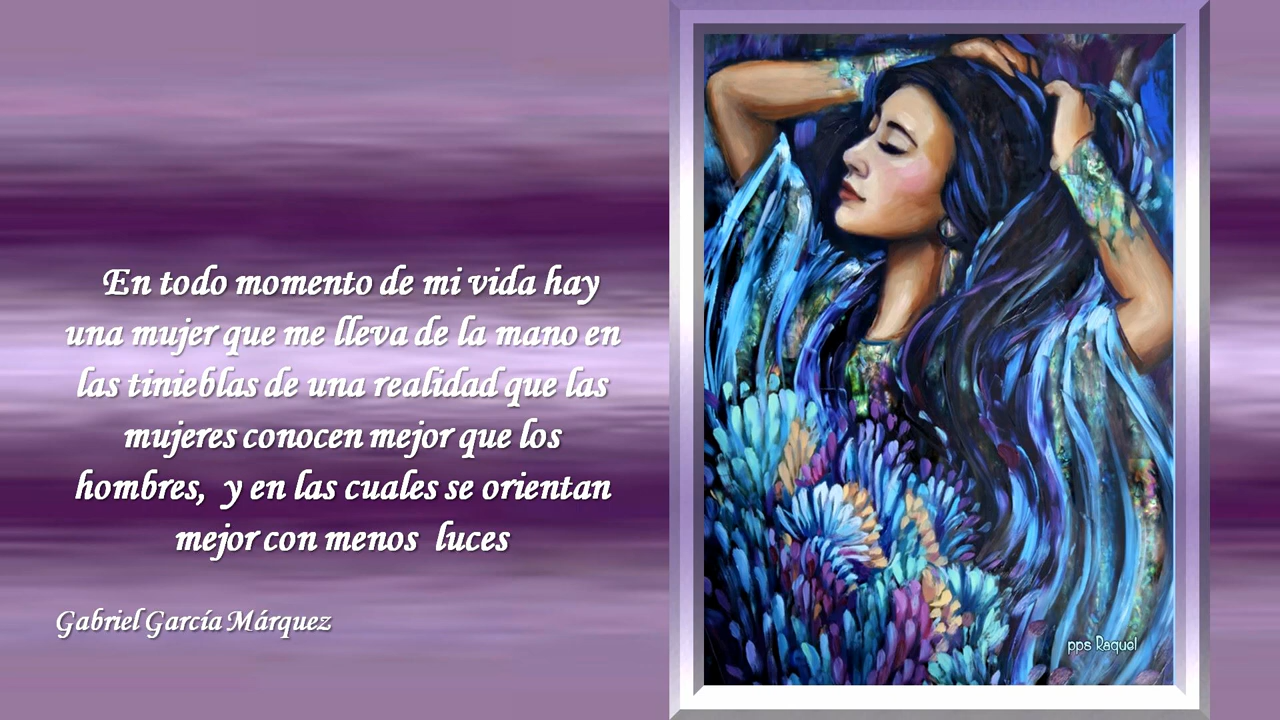 En todo momento de mi vida hay
una mujer que me lleva de la mano en
las tinieblas de una realidad que las
mujeres conocen mejor que los
hombres, y en las cuales se orientan
mejor con menos luces
Gabriel García Márquez
pps Raquel